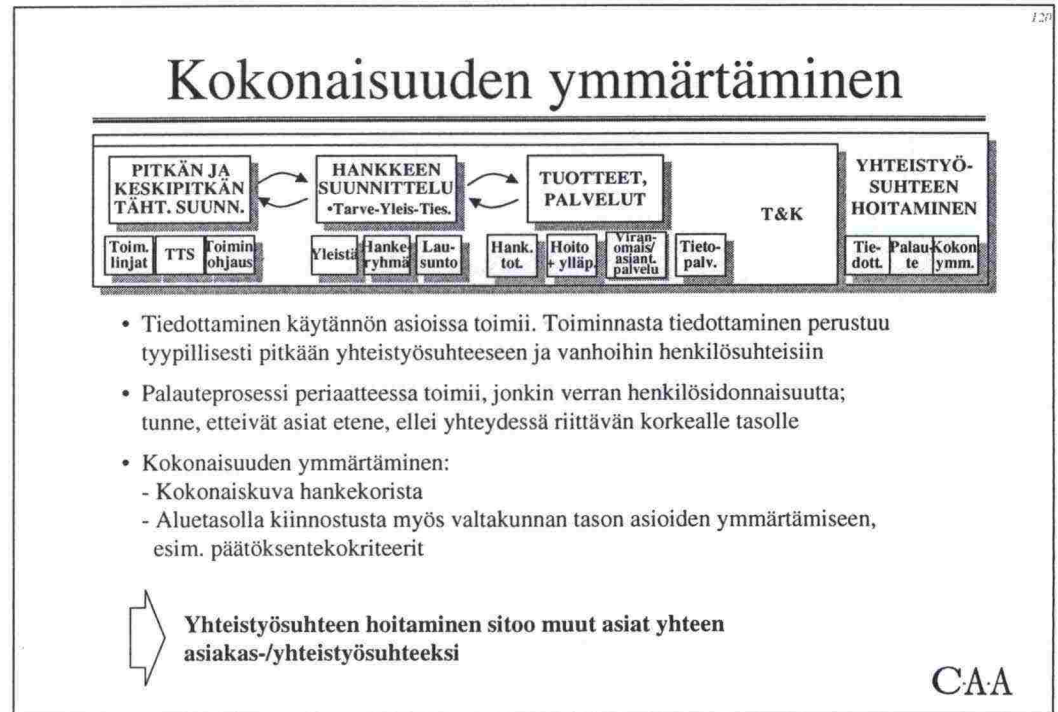 120
Kokonaisuuden ymmärtäminen
PITKÄN JA
KESKIPITKÄN
TÄHT. SUUNN.
HANKKEEN
SUUNNITTELU
•Tarve-Yleis-Ties.
TUOTTEET,
PALVELUT
T&K
YHTEISTYÖ-
SUHTEEN
HOITAMINEN
Toim.
linjat
TTS
Toimin
ohjaus
Yleistä
Hanke
ryhmä
Lau-
sunto
Hank.
tot.
Hoito
+ ylläp.
Viran-
omais/
asiant.
palvelu
Tieto-
palv.
Tie-
dott.
Palau-
te
Kokon
ymm.
• Tiedottaminen käytännön asioissa toimii. Toiminnasta tiedottaminen perustuu
tyypillisesti pitkään yhteistyösuhteeseen ja vanhoihin henkilösuhteisiin
• Palauteprosessi periaatteessa toimii, jonkin verran henkilösidonnaisuutta;
tunne, etteivät asiat etene, ellei yhteydessä riittävän korkealle tasolle
• Kokonaisuuden ymmärtäminen:
- Kokonaiskuva hankekorista
- Aluetasolla kiinnostusta myös valtakunnan tason asioiden ymmärtämiseen,
esim. päätöksentekokriteerit
Yhteistyösuhteen hoitaminen sitoo muut asiat yhteen
asiakas-/yhteistyösuhteeksi
C·A·A